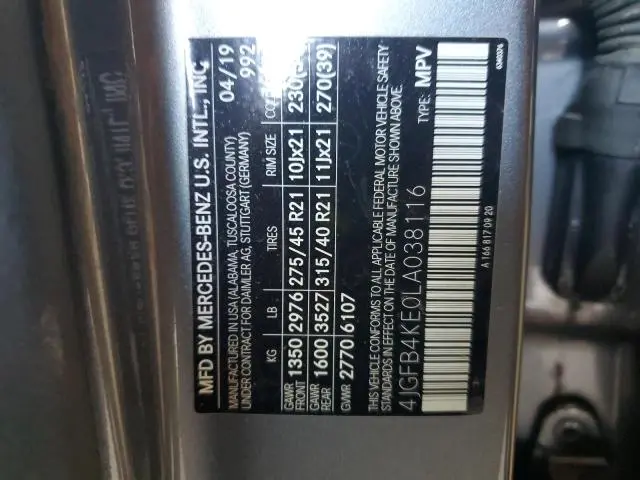 MFD BY MERCEDES-BENZ U.S. INTL., INC
04/19
992
MANUFACTURED IN USA (ALABAMA, TUSCALOOSA COUNTY)
PRODUCED FOR DAIMLER AG, STUTTGART (GERMANY)
KG LB TIRES RIM SIZE
GAWR FRONT 1350 2976 275/45 R21 10Jx21
GAWR REAR 1600 3527 315/40 R21 11Jx21 270(39)
GVWR 2770 6107
THIS VEHICLE CONFORMS TO ALL APPLICABLE FEDERAL MOTOR VEHICLE SAFETY
STANDARDS IN EFFECT ON THE DATE OF MANUFACTURE SHOWN ABOVE.
4JGFB4KE0LA038116 TYPE: MPV
A 166 817 09 20